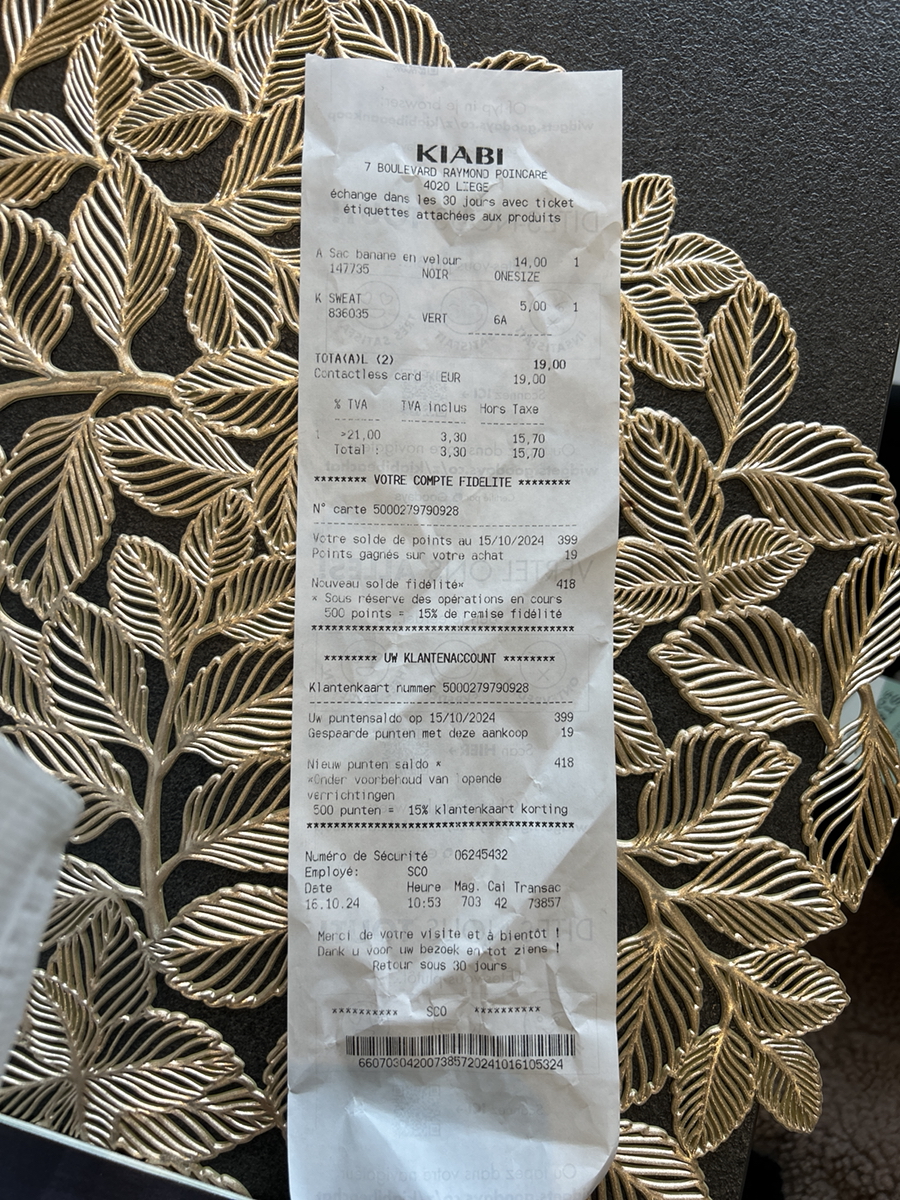 KIABI
7 BOULEVARD RAYMOND POINCARE
4020 LIEGE
échange dans les 30 jours avec ticket
étiquettes attachées aux produits
A Sac banane en velour 14,00 1
147735 NOIR ONESIZE
K SWEAT 5,00 1
836035 VERT 6A
TOTA(A)L (2) 19,00
Contactless card EUR 19,00
% TVA TVA inclus Hors Taxe
1 >21,00 3,30 15,70
Total : 3,30 15,70
******** VOTRE COMPTE FIDELITE ********
N° carte 5000279790928
Votre solde de points au 15/10/2024 399
Points gagnés sur votre achat 19
Nouveau solde fidélité* 418
* Sous réserve des opérations en cours
500 points = 15% de remise fidélité
******** UW KLANTENACCOUNT ********
Klantenkaart nummer 5000279790928
Uw puntensaldo op 15/10/2024 399
Gespaarde punten met deze aankoop 19
Nieuw punten saldo * 418
*Onder voorbehoud van lopende
verrichtingen
500 punten = 15% klantenkaart korting
Numéro de Sécurité 06245432
Employé: SCO
Date Heure Mag. Cai Transac
16.10.24 10:53 703 42 73857
Merci de votre visite et à bientôt !
Dank u voor uw bezoek en tot ziens !
Retour sous 30 jours
********** SCO **********
66070304200738572024101610​5324